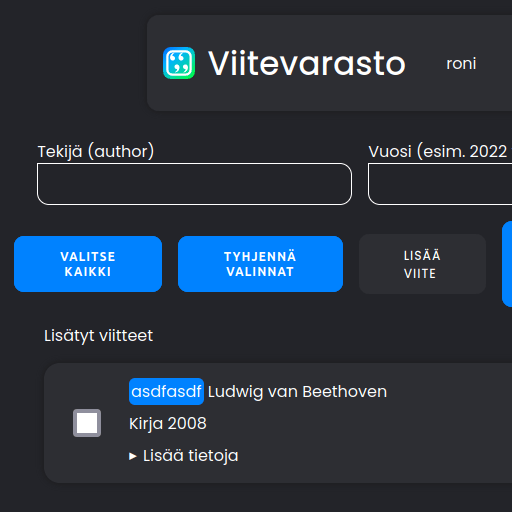 Viitevarasto
roni
Tekijä (author)
Vuosi (esim. 2022
VALITSE
KAIKKI
TYHJENNÄ
VALINNAT
LISÄÄ
VIITE
Lisätyt viitteet
asdfasdf Ludwig van Beethoven
Kirja 2008
▸ Lisää tietoja